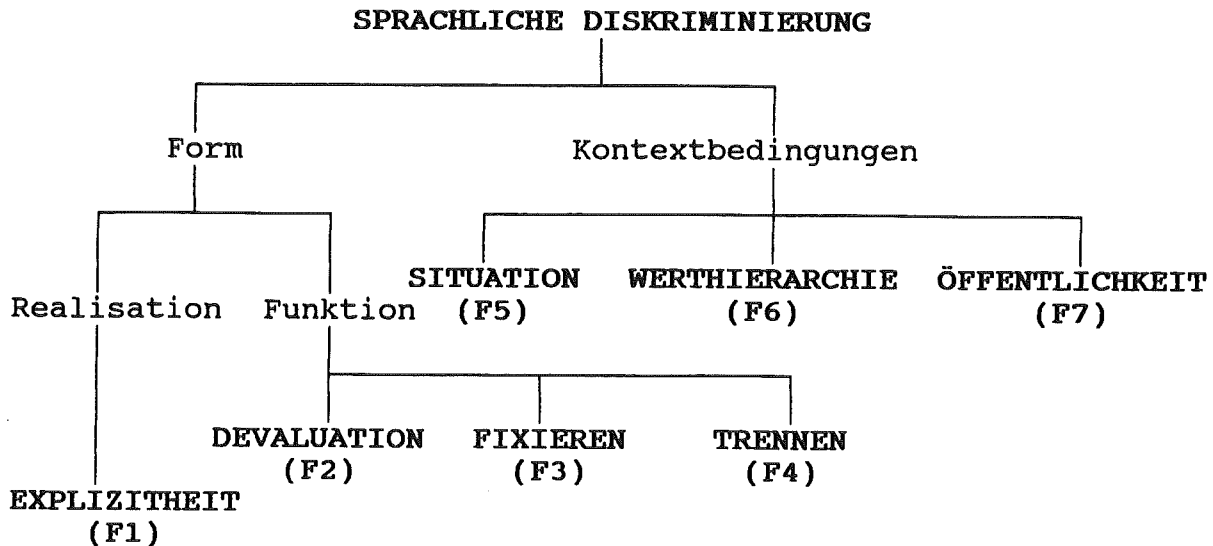 SPRACHLICHE DISKRIMINIERUNG
Form
Kontextbedingungen
Realisation
Funktion
SITUATION
(F5)
WERTHIERARCHIE
(F6)
ÖFFENTLICHKEIT
(F7)
DEVALUATION
(F2)
FIXIEREN
(F3)
TRENNEN
(F4)
EXPLIZITHEIT
(F1)